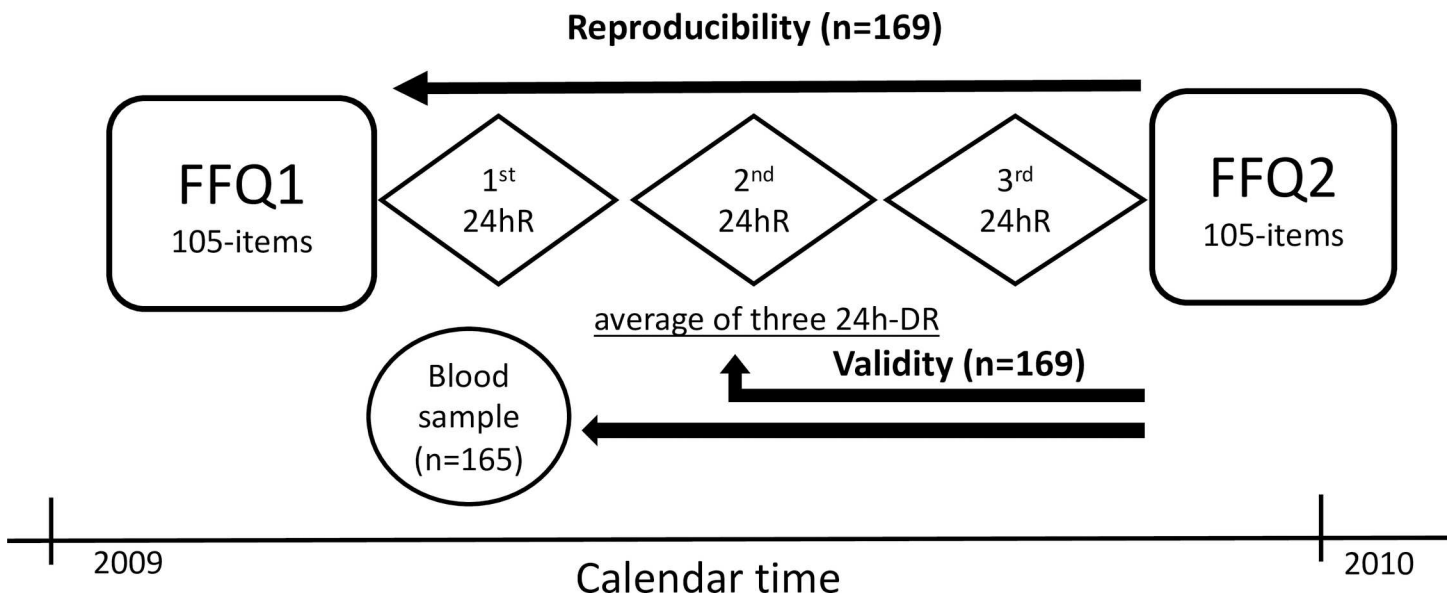 Reproducibility (n=169)
FFQ1
105-items
1st
24hR
2nd
24hR
3rd
24hR
FFQ2
105-items
average of three 24h-DR
Validity (n=169)
Blood
sample
(n=165)
2009
Calendar time
2010